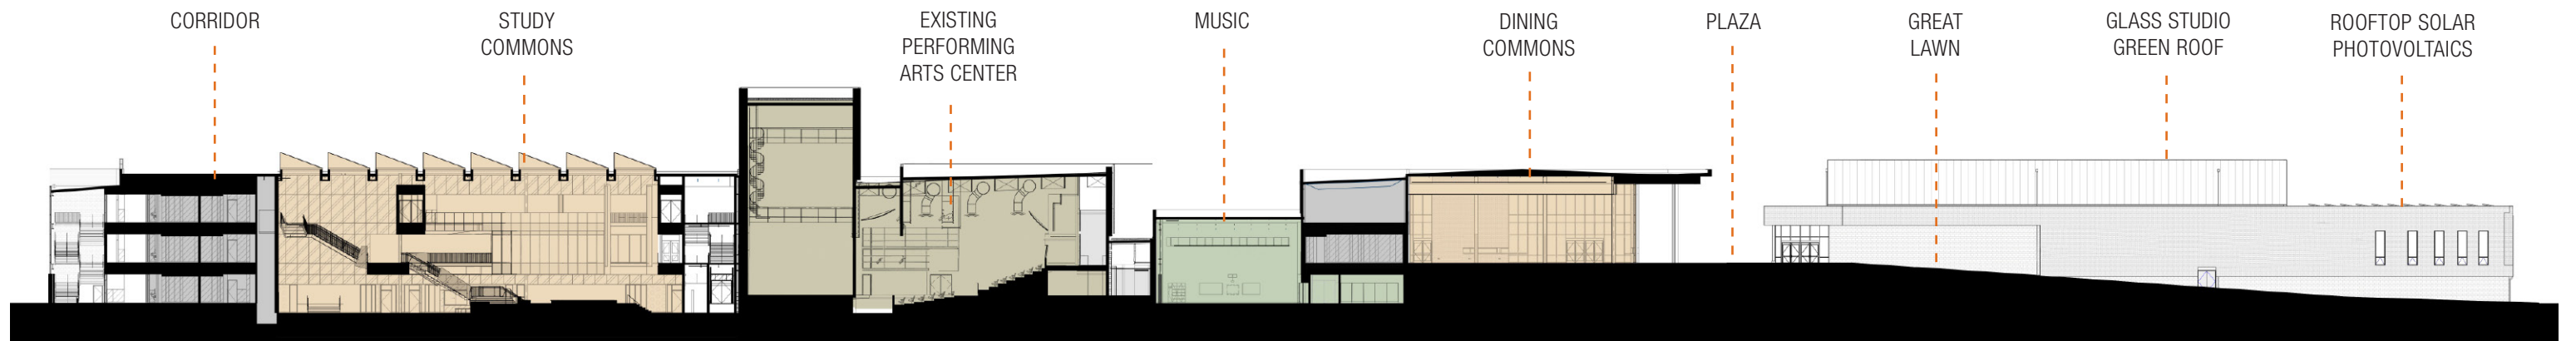 CORRIDOR
STUDY
COMMONS
EXISTING
PERFORMING
ARTS CENTER
MUSIC
DINING
COMMONS
PLAZA
GREAT
LAWN
GLASS STUDIO
GREEN ROOF
ROOFTOP SOLAR
PHOTOVOLTAICS